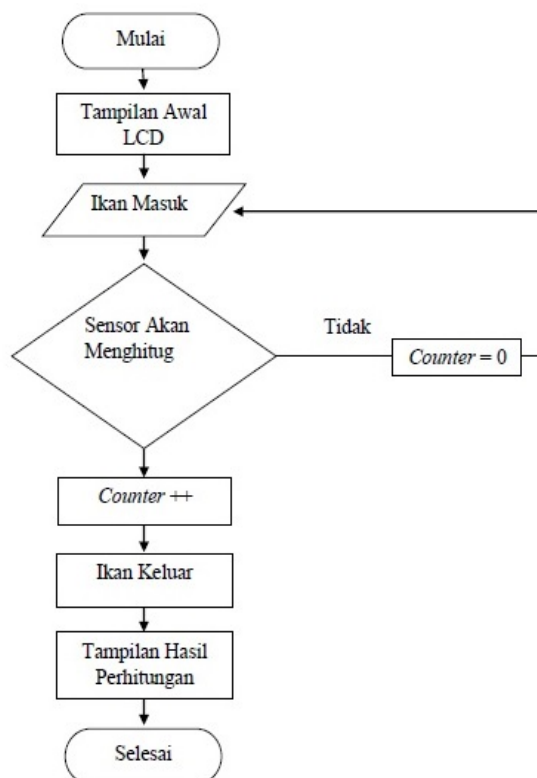 Mulai
Tampilan Awal
LCD
Ikan Masuk
Sensor Akan
Menghitug
Tidak
Counter = 0
Counter ++
Ikan Keluar
Tampilan Hasil
Perhitungan
Selesai